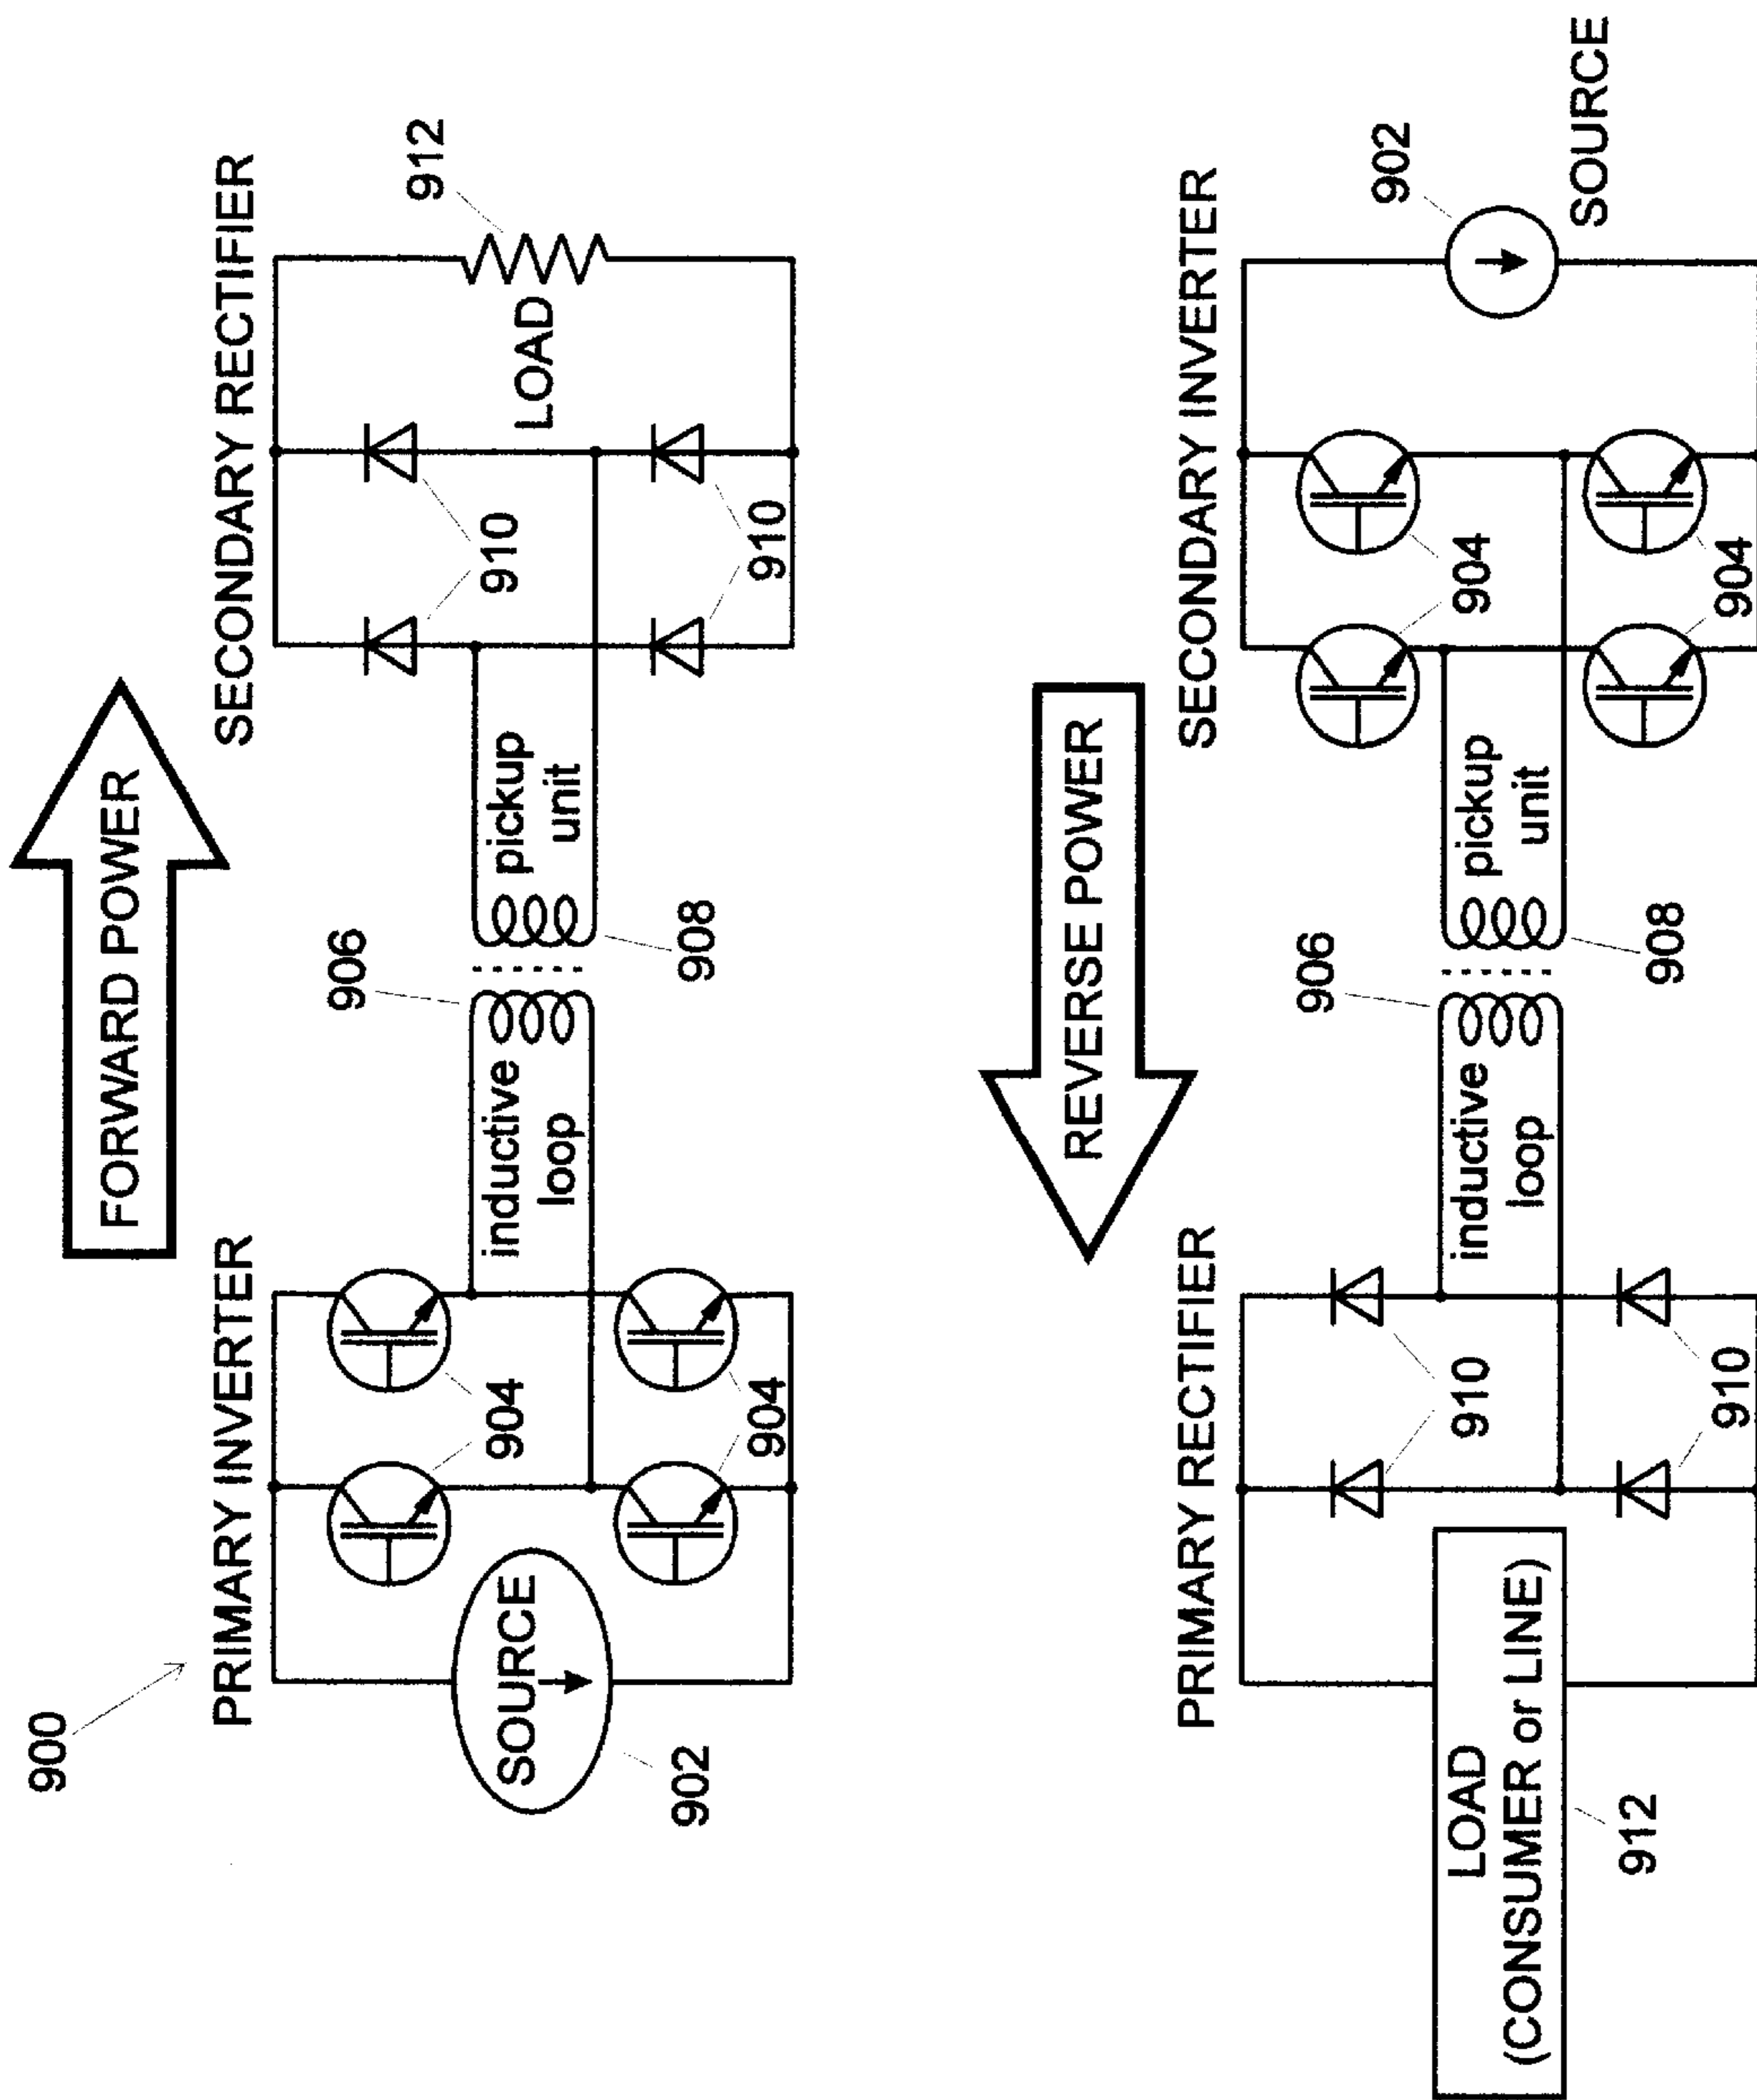 900
FORWARD POWER
PRIMARY INVERTER
SECONDARY RECTIFIER
SOURCE
902
904
904
inductive
loop
906
908
pickup
unit
910
910
LOAD
912
REVERSE POWER
PRIMARY RECTIFIER
SECONDARY INVERTER
LOAD
(CONSUMER or LINE)
912
910
910
inductive
loop
906
908
pickup
unit
904
904
902
SOURCE